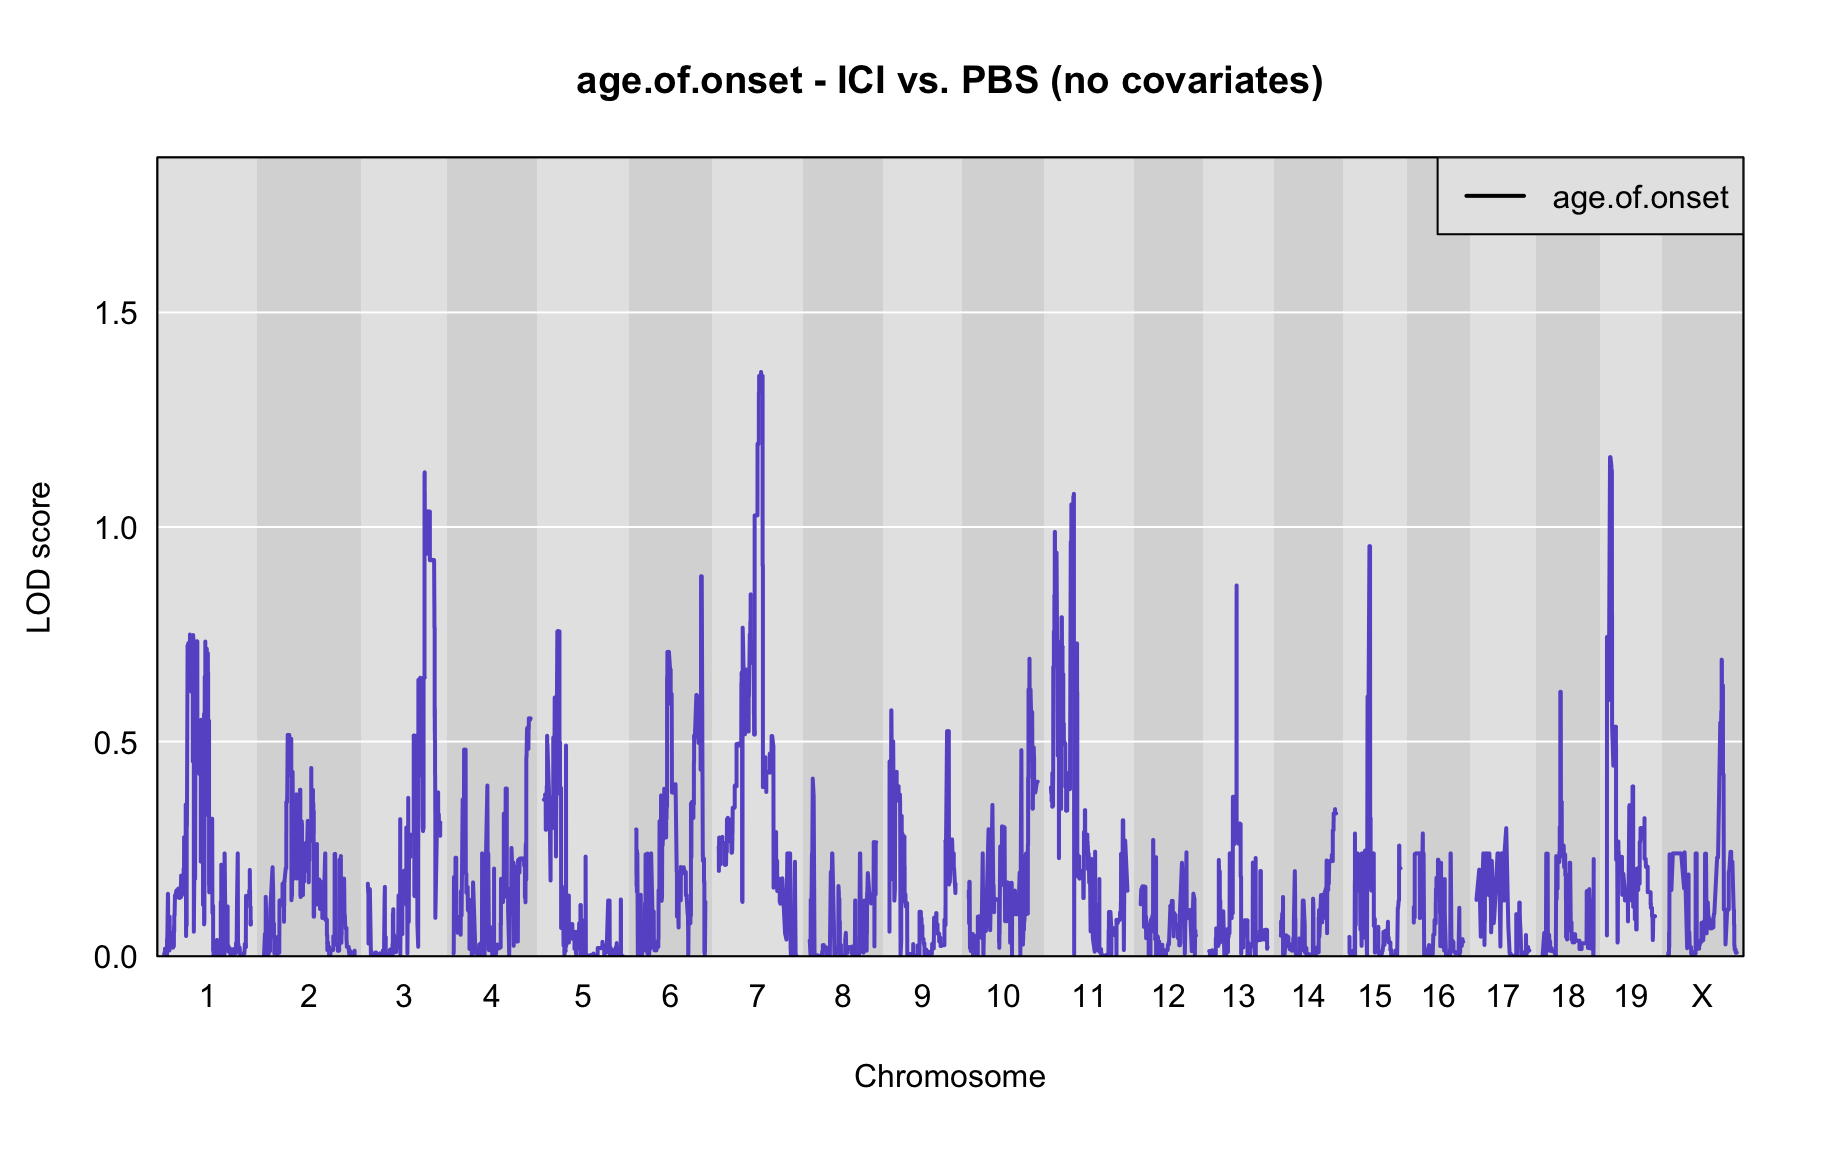 age.of.onset - ICI vs. PBS (no covariates)
age.of.onset
LOD score
1.5
1.0
0.5
0.0
1 2 3 4 5 6 7 8 9 10 11 12 13 14 15 16 17 18 19 X
Chromosome